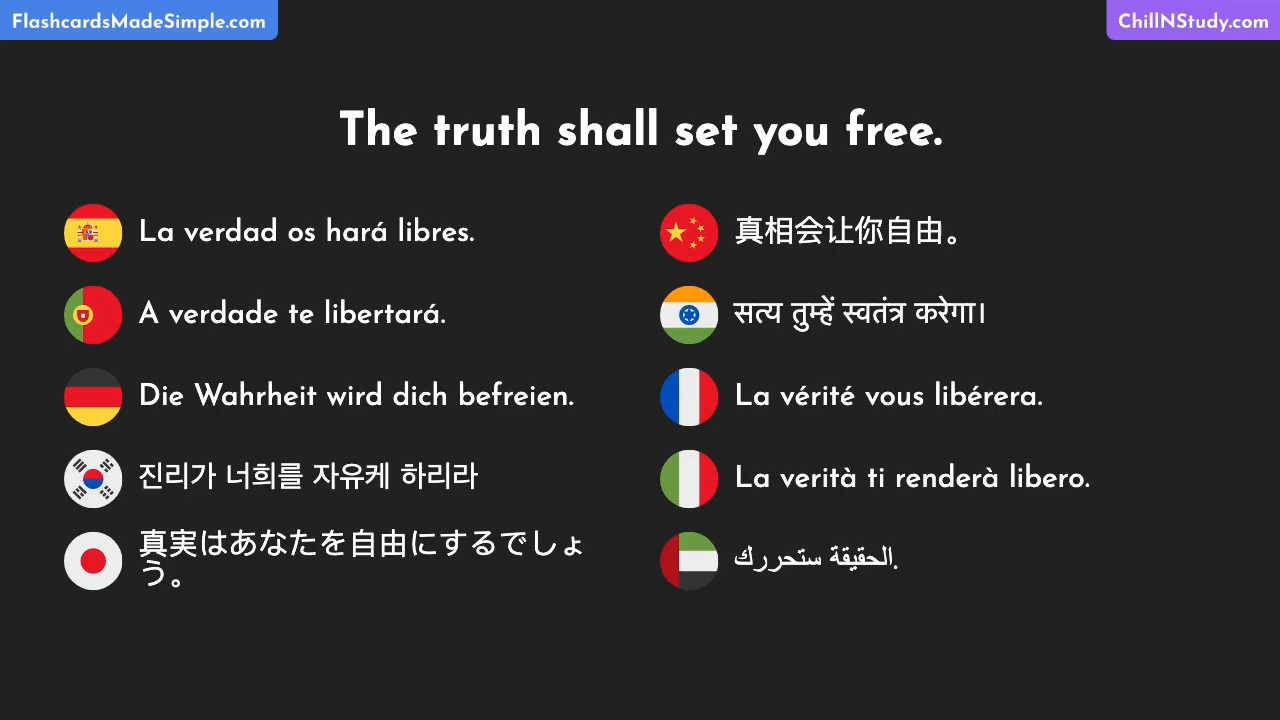 FlashcardsMadeSimple.com
ChillNStudy.com
The truth shall set you free.
La verdad os hará libres.
A verdade te libertará.
Die Wahrheit wird dich befreien.
진리가 너희를 자유케 하리라
真実はあなたを自由にするでしょ
う。
真相会让你自由。
सत्य तुम्हें स्वतंत्र करेगा।
La vérité vous libérera.
La verità ti renderà libero.
الحقيقة ستحررك.